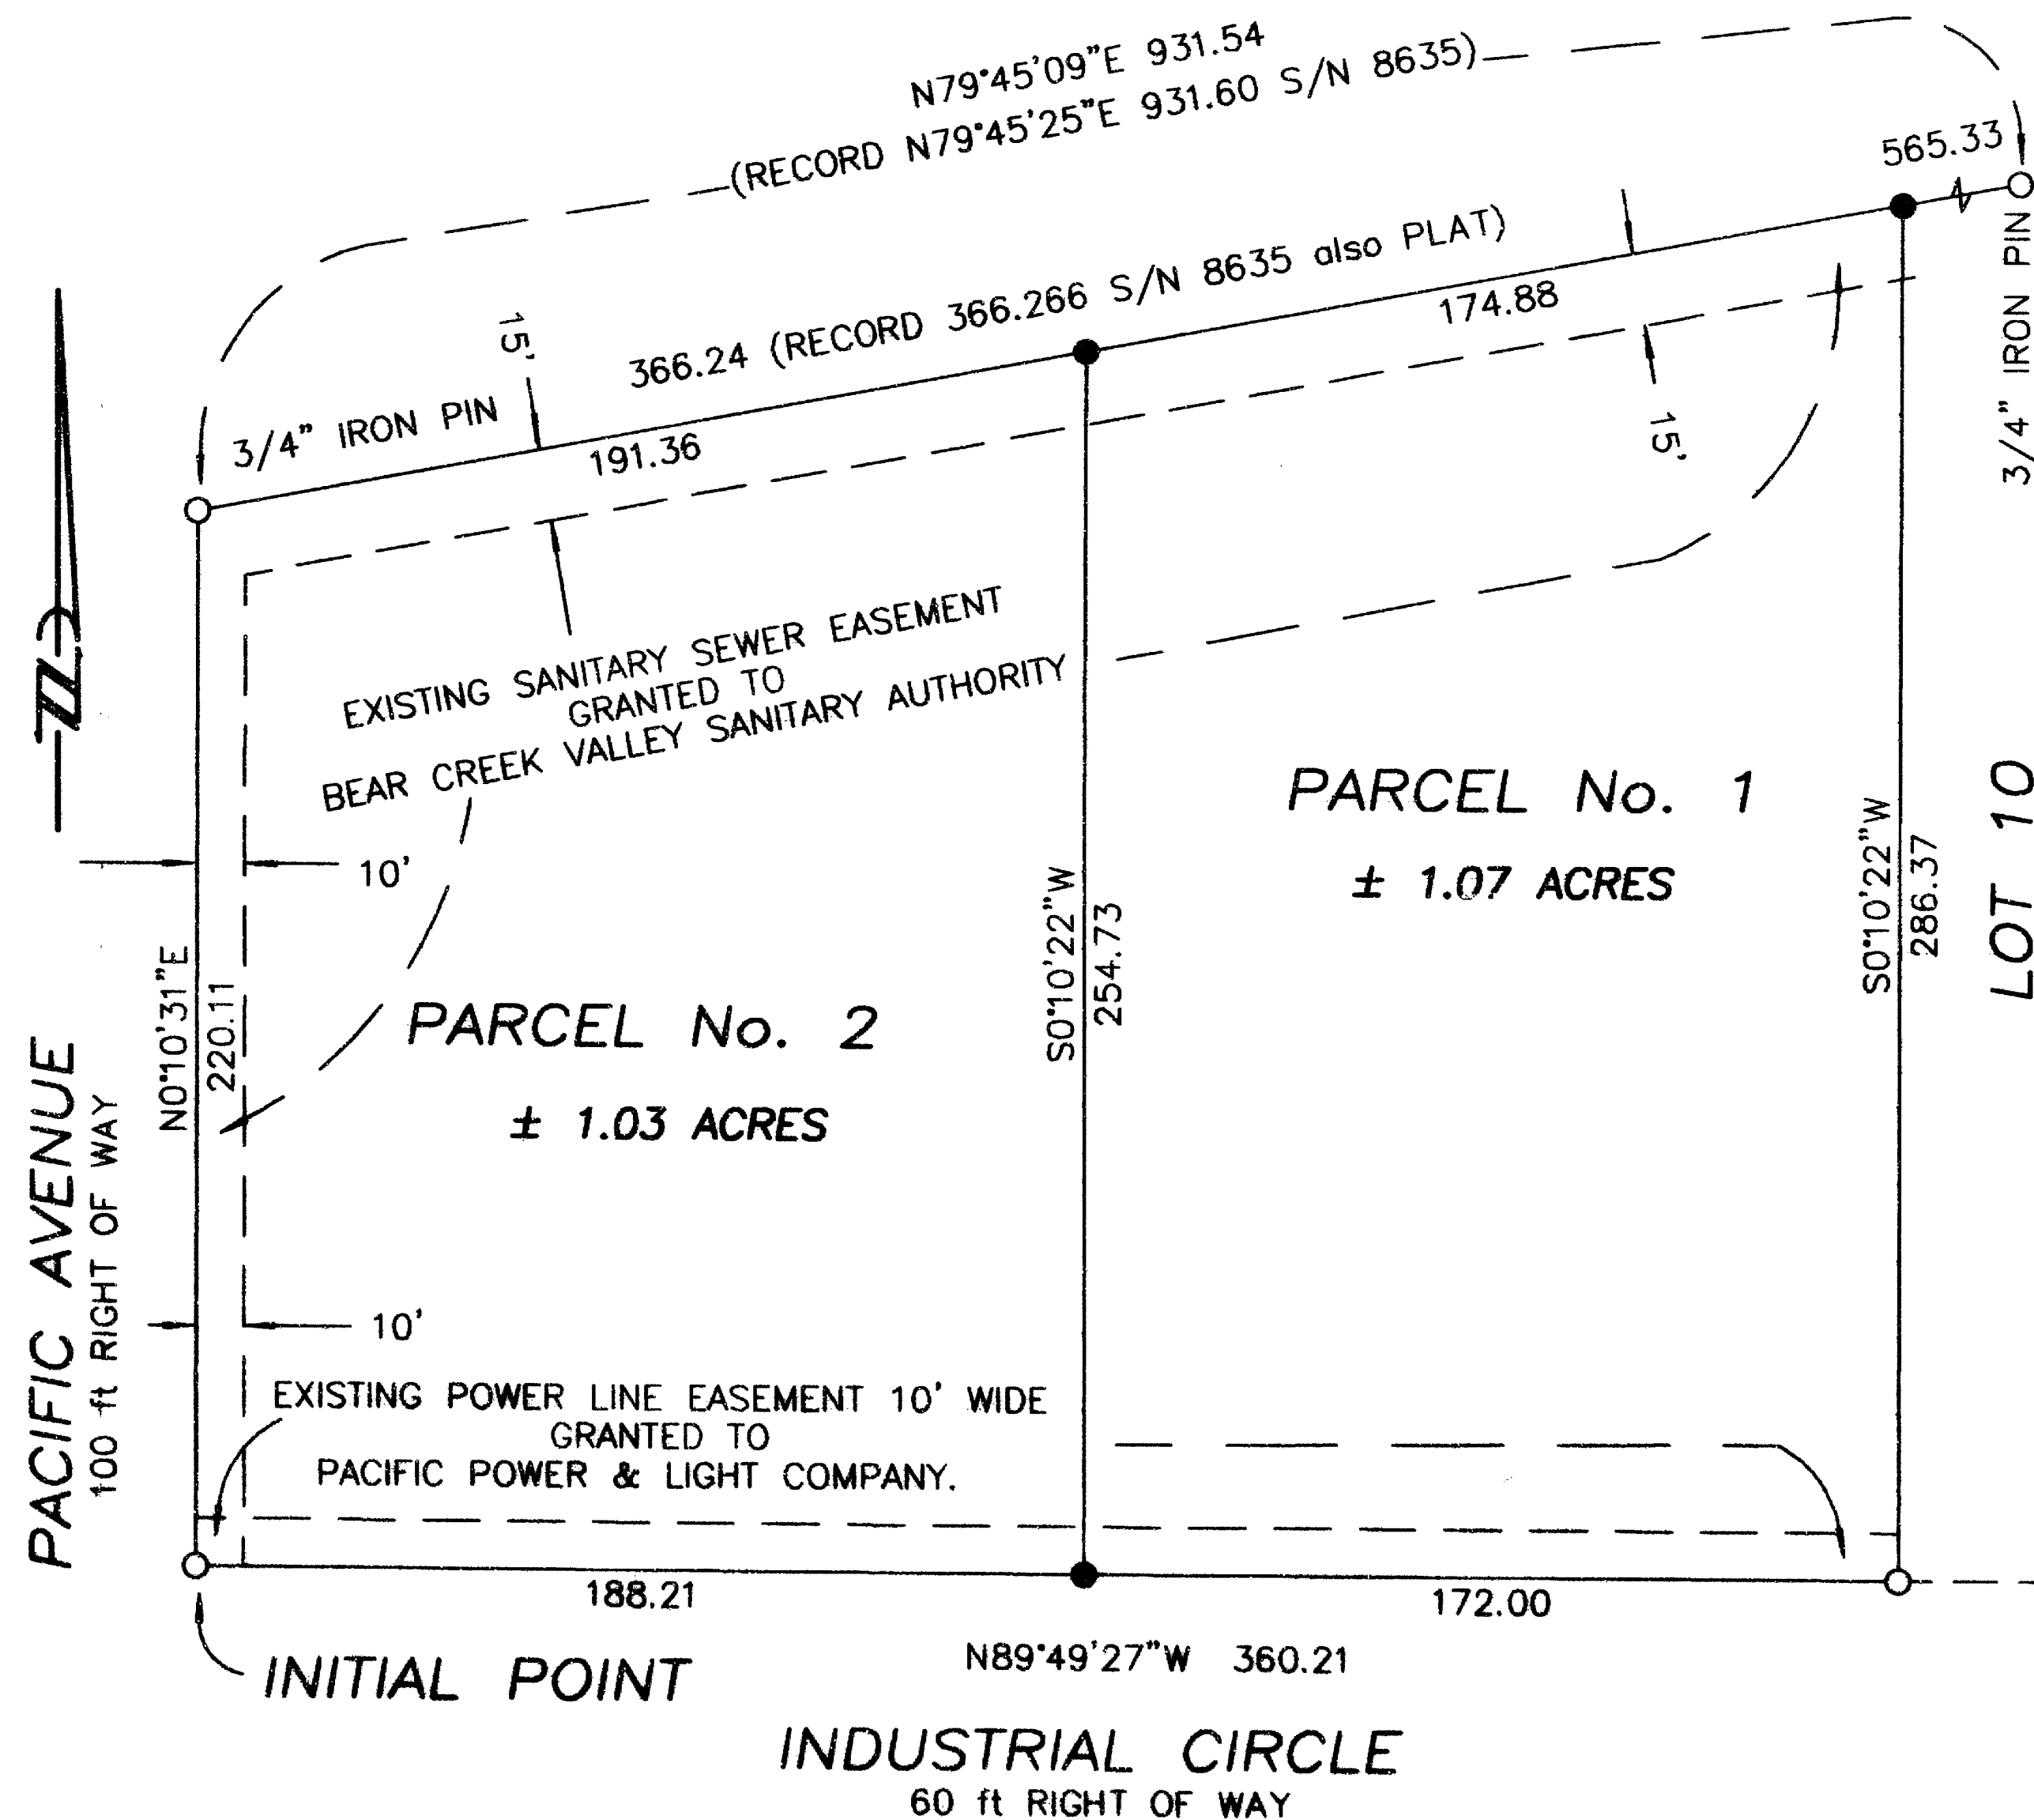 N79°45'09"E 931.54
(RECORD N79°45'25"E 931.60 S/N 8635)
565.33
3/4" IRON PIN
366.24 (RECORD 366.266 S/N 8635 also PLAT)
174.88
15'
3/4" IRON PIN
191.36
15'
EXISTING SANITARY SEWER EASEMENT
GRANTED TO
BEAR CREEK VALLEY SANITARY AUTHORITY
N
10'
PARCEL No. 1
± 1.07 ACRES
S0°10'22"W
254.73
S0°10'22"W
286.37
LOT 10
N0°10'31"E
220.11
PARCEL No. 2
± 1.03 ACRES
PACIFIC AVENUE
100 ft RIGHT OF WAY
10'
EXISTING POWER LINE EASEMENT 10' WIDE
GRANTED TO
PACIFIC POWER & LIGHT COMPANY.
188.21
172.00
INITIAL POINT
N89°49'27"W 360.21
INDUSTRIAL CIRCLE
60 ft RIGHT OF WAY